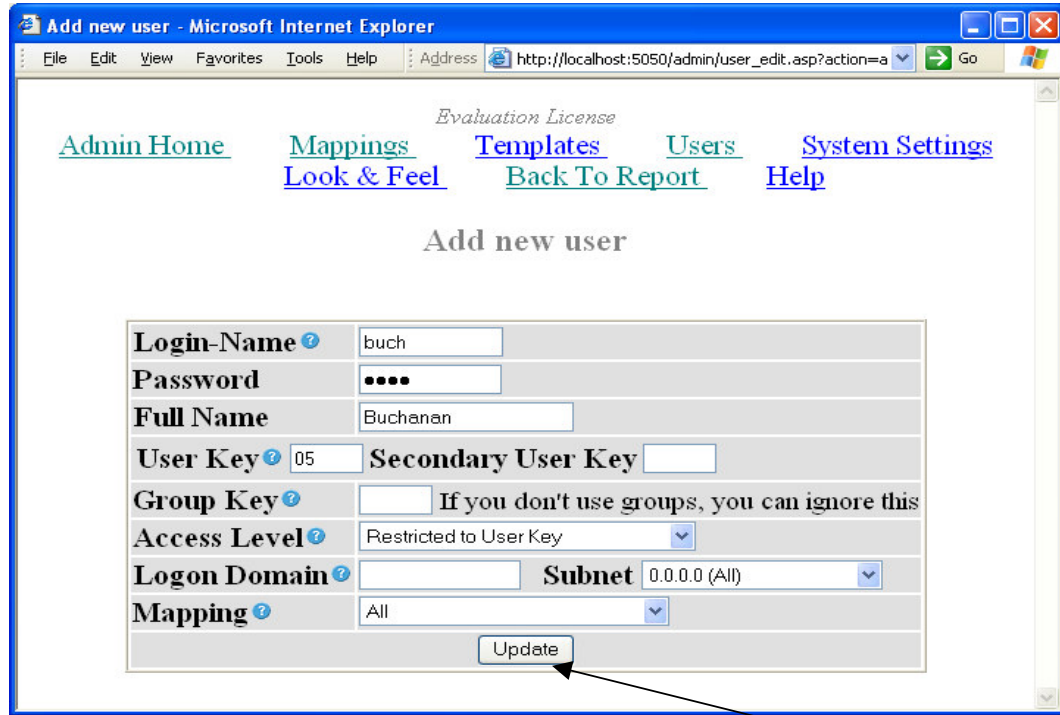 Add new user - Microsoft Internet Explorer
File Edit View Favorites Tools Help Address http://localhost:5050/admin/user_edit.asp?action=a Go
Evaluation License
Admin Home Mappings Templates Users System Settings
Look & Feel Back To Report Help
Add new user
Login-Name ? buch
Password ••••
Full Name Buchanan
User Key ? 05 Secondary User Key
Group Key ? If you don't use groups, you can ignore this
Access Level ? Restricted to User Key
Logon Domain ? Subnet 0.0.0.0 (All)
Mapping ? All
Update